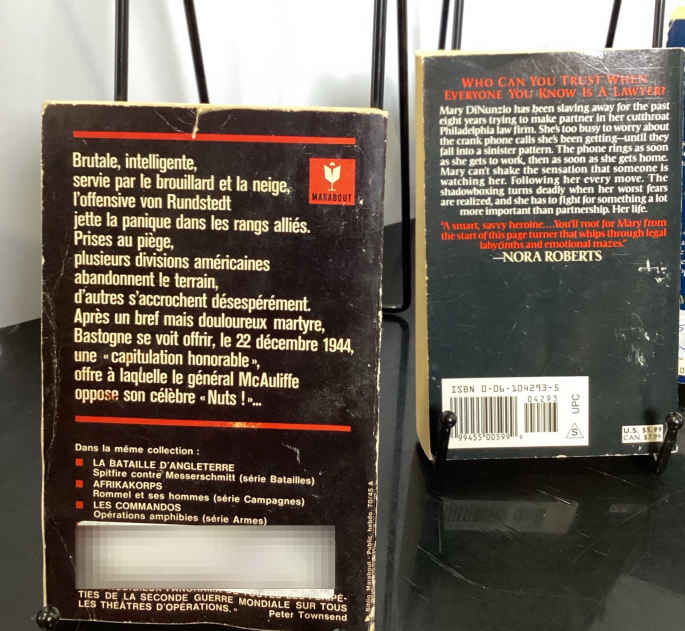 Brutale, intelligente,
servie par le brouillard et la neige,
l'offensive von Rundstedt
jette la panique dans les rangs alliés.
Prises au piège,
plusieurs divisions américaines
abandonnent le terrain,
d'autres s'accrochent désespérément.
Après un bref mais douloureux martyre,
Bastogne se voit offrir, le 22 décembre 1944,
une « capitulation honorable »,
offre à laquelle le général McAuliffe
oppose son célèbre « Nuts ! »...
MARABOUT
Dans la même collection :
LA BATAILLE D'ANGLETERRE
Spitfire contre Messerschmitt (série Batailles)
AFRIKAKORPS
Rommel et ses hommes (série Campagnes)
LES COMMANDOS
Opérations amphibies (série Armes)
TIES DE LA SECONDE GUERRE MONDIALE SUR TOUS
LES THÉÂTRES D'OPÉRATIONS. »
Peter Townsend
WHO CAN YOU TRUST WHEN
EVERYONE YOU KNOW IS A LAWYER?
Mary DiNunzio has been slaving away for the past
eight years trying to make partner in her cutthroat
Philadelphia law firm. She's too busy to worry about
the crank phone calls she's been getting—until they
fall into a sinister pattern. The phone rings as soon
as she gets to work, then as soon as she gets home.
Mary can't shake the sensation that someone is
watching her. Following her every move. The
shadowboxing turns deadly when her worst fears
are realized, and she has to fight for something a lot
more important than partnership. Her life.
"A smart, savvy heroine....You'll root for Mary from
the start of this page turner that whips through legal
labyrinths and emotional mazes."
—NORA ROBERTS
ISBN 0-06-104293-5
04293
UPC
S
99455 00599
U.S. $5.99
CAN. $7.99